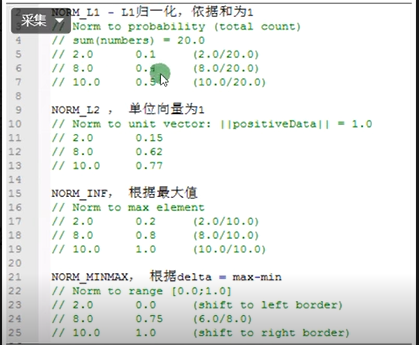 采集
NORM_L1 - L1归一化，依据和为1
3 // Norm to probability (total count)
4 // sum(numbers) = 20.0
5 // 2.0 0.1 (2.0/20.0)
6 // 8.0 (8.0/20.0)
7 // 10.0 (10.0/20.0)
8
9 NORM_L2 ， 单位向量为1
10 // Norm to unit vector: ||positiveData|| = 1.0
11 // 2.0 0.15
12 // 8.0 0.62
13 // 10.0 0.77
14
15 NORM_INF， 根据最大值
16 // Norm to max element
17 // 2.0 0.2 (2.0/10.0)
18 // 8.0 0.8 (8.0/10.0)
19 // 10.0 1.0 (10.0/10.0)
20
21 NORM_MINMAX， 根据delta = max-min
22 // Norm to range [0.0;1.0]
23 // 2.0 0.0 (shift to left border)
24 // 8.0 0.75 (6.0/8.0)
25 // 10.0 1.0 (shift to right border)